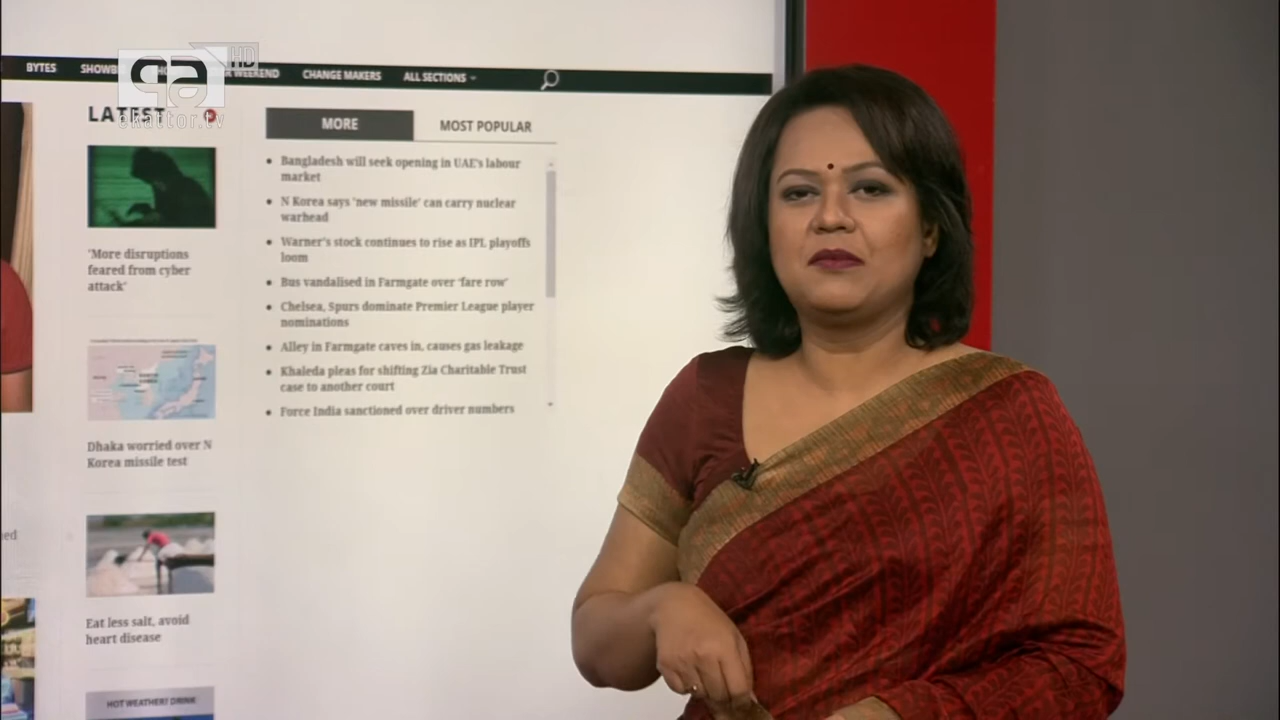 HD
ekattor.tv
BYTES
WEEKEND
CHANGE MAKERS
ALL SECTIONS
LATEST
MORE
MOST POPULAR
Bangladesh will seek opening in UAE's labour
market
N Korea says 'new missile' can carry nuclear
warhead
Warner's stock continues to rise as IPL playoffs
loom
Bus vandalised in Farmgate over 'fare row'
Chelsea, Spurs dominate Premier League player
nominations
Alley in Farmgate caves in, causes gas leakage
Khaleda pleas for shifting Zia Charitable Trust
case to another court
Force India sanctioned over driver numbers
'More disruptions
feared from cyber
attack'
Dhaka worried over N
Korea missile test
Eat less salt, avoid
heart disease
HOT WEATHER! DRINK